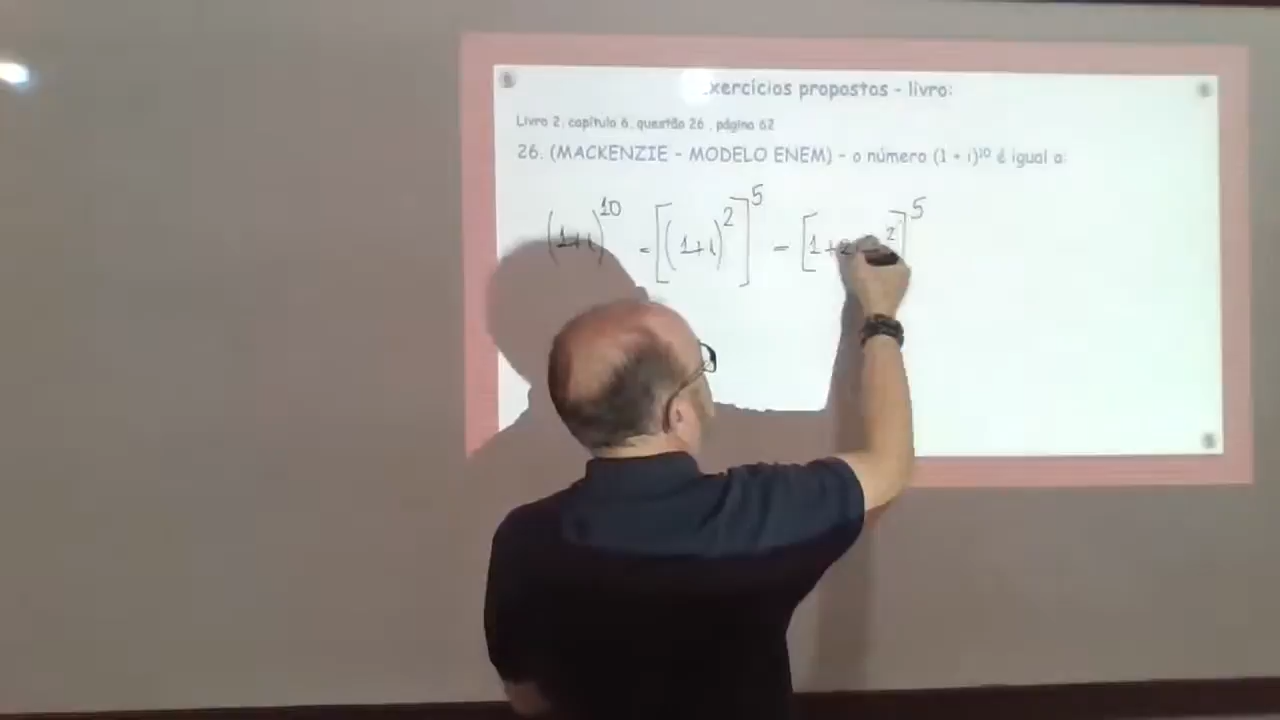 xercícios propostos - livro:
Livro 2, capítulo 6, questão 26, página 62
26. (MACKENZIE - MODELO ENEM) - o número (1 + i)¹⁰ é igual a:
(1+i)¹⁰ = [(1+i)²]⁵ = [1+2 ²]⁵